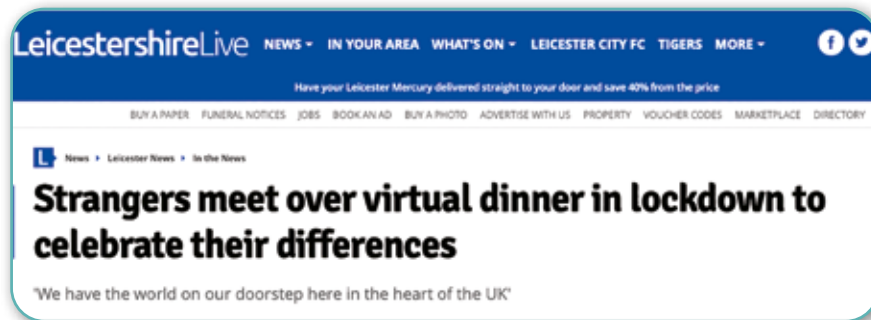 LeicestershireLive NEWS IN YOUR AREA WHAT'S ON LEICESTER CITY FC TIGERS MORE
Have your Leicester Mercury delivered straight to your door and save 40% from the price
BUY A PAPER FUNERAL NOTICES JOBS BOOK AN AD BUY A PHOTO ADVERTISE WITH US PROPERTY VOUCHER CODES MARKETPLACE DIRECTORY
L News Leicester News In the News
Strangers meet over virtual dinner in lockdown to
celebrate their differences
'We have the world on our doorstep here in the heart of the UK'